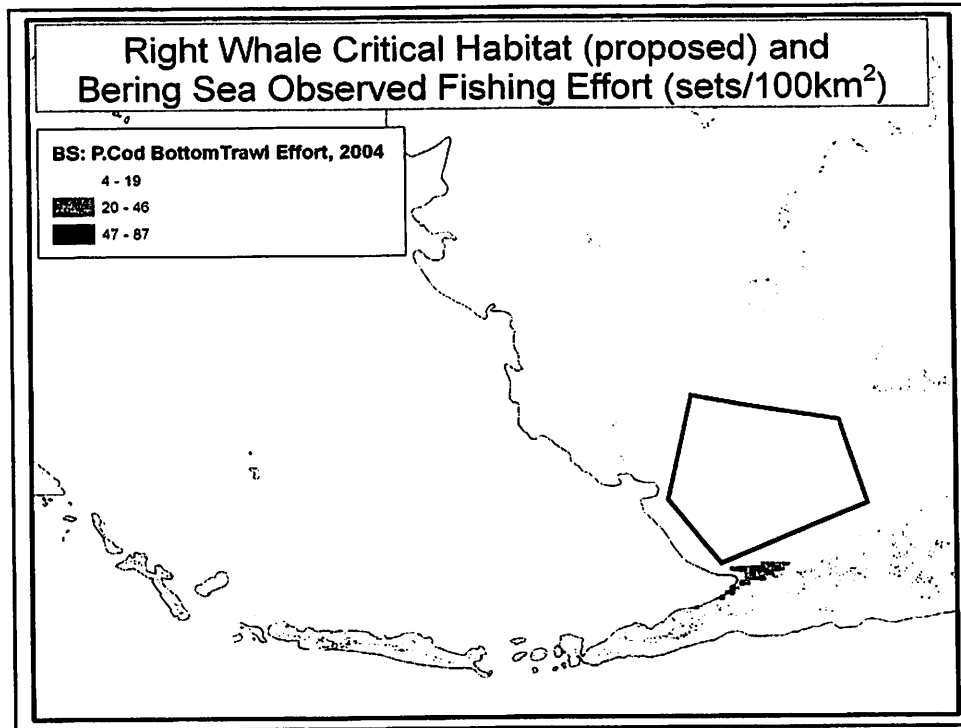 Right Whale Critical Habitat (proposed) and
Bering Sea Observed Fishing Effort (sets/100km²)
BS: P.Cod BottomTrawl Effort, 2004
4 - 19
20 - 46
47 - 87